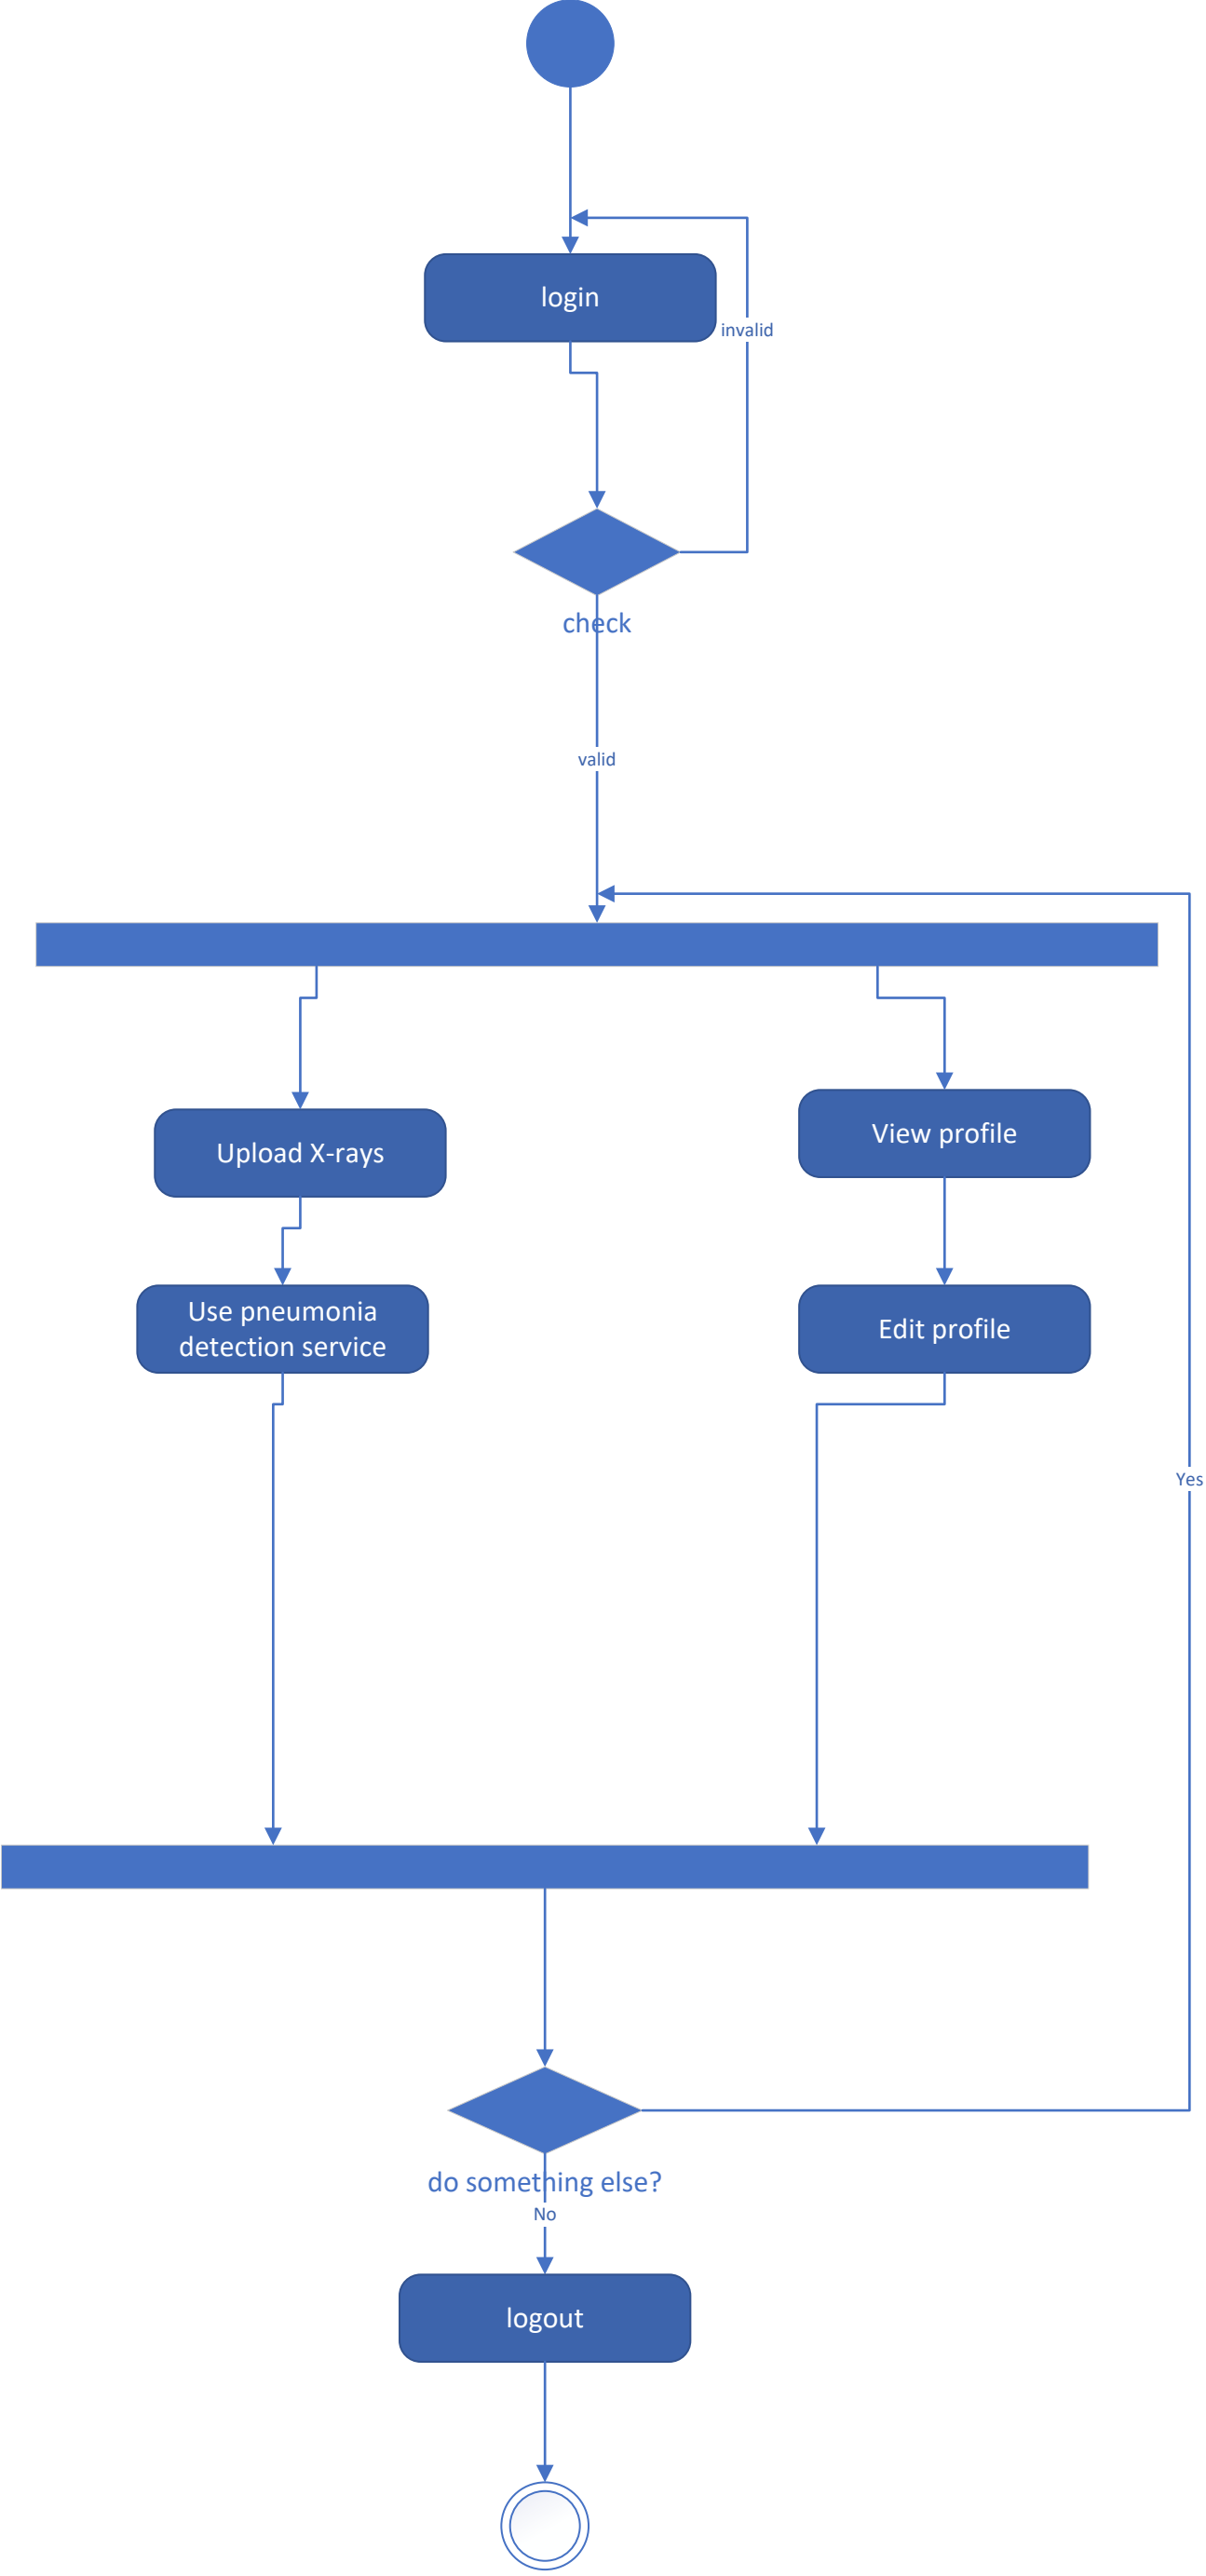 login
invalid
check
valid
Upload X-rays
View profile
Use pneumonia
detection service
Edit profile
Yes
do something else?
No
logout